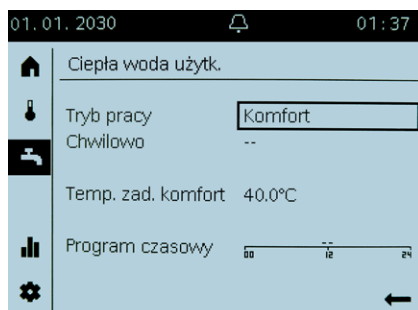 01.01.2030 01:37
Ciepła woda użytk.
Tryb pracy Komfort
Chwilowo --
Temp. zad. komfort 40.0°C
Program czasowy --
00 12 24